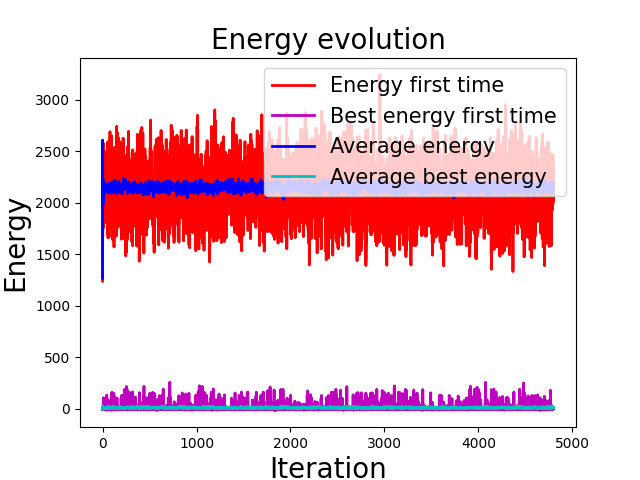 Energy evolution
Energy first time
Best energy first time
Average energy
Average best energy
Energy
3000
2500
2000
1500
1000
500
0
0 1000 2000 3000 4000 5000
Iteration